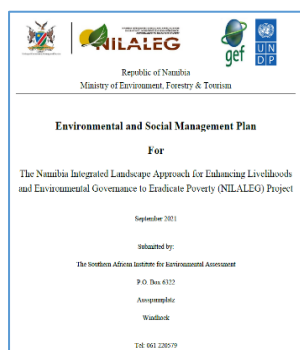 NILALEG
gef
U N
D P
Republic of Namibia
Ministry of Environment, Forestry & Tourism
Environmental and Social Management Plan
For
The Namibia Integrated Landscape Approach for Enhancing Livelihoods
and Environmental Governance to Eradicate Poverty (NILALEG) Project
September 2021
Submitted by:
The Southern African Institute for Environmental Assessment
P.O. Box 6322
Ausspannplatz
Windhoek
Tel: 061 220579